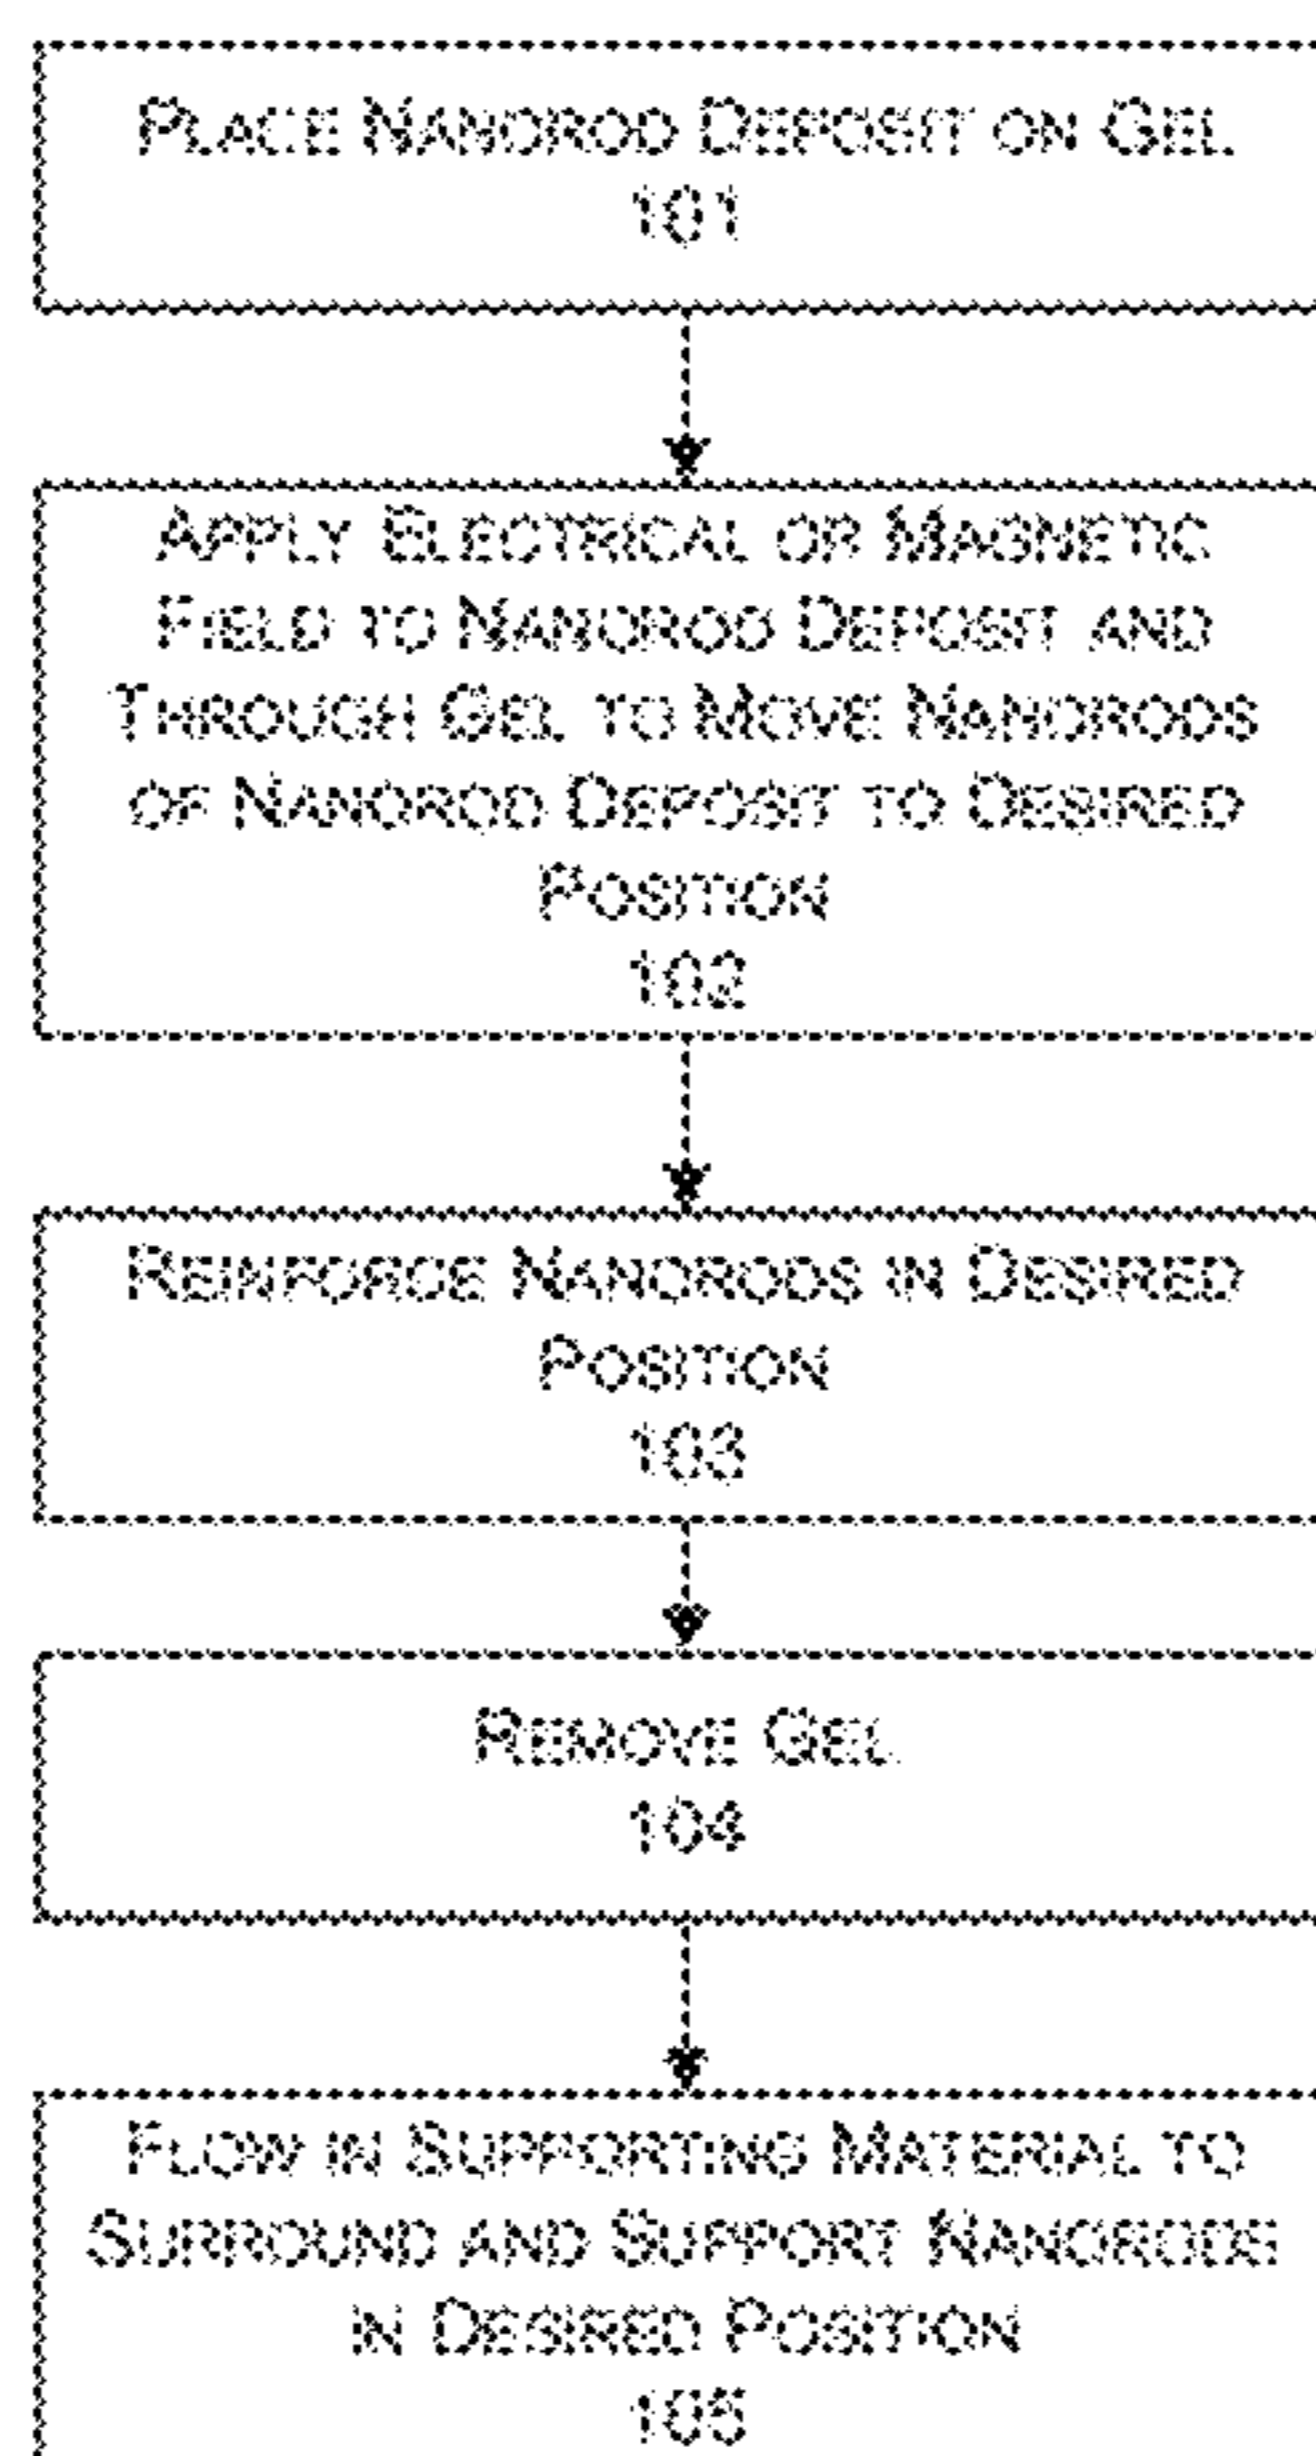 PLACE NANOROD DEPOSIT ON GEL
101
APPLY ELECTRICAL OR MAGNETIC
FIELD TO NANOROD DEPOSIT AND
THROUGH GEL TO MOVE NANORODS
OF NANOROD DEPOSIT TO DESIRED
POSITION
102
REINFORCE NANORODS IN DESIRED
POSITION
103
REMOVE GEL
104
FLOW IN SUPPORTING MATERIAL TO
SURROUND AND SUPPORT NANORODS
IN DESIRED POSITION
105